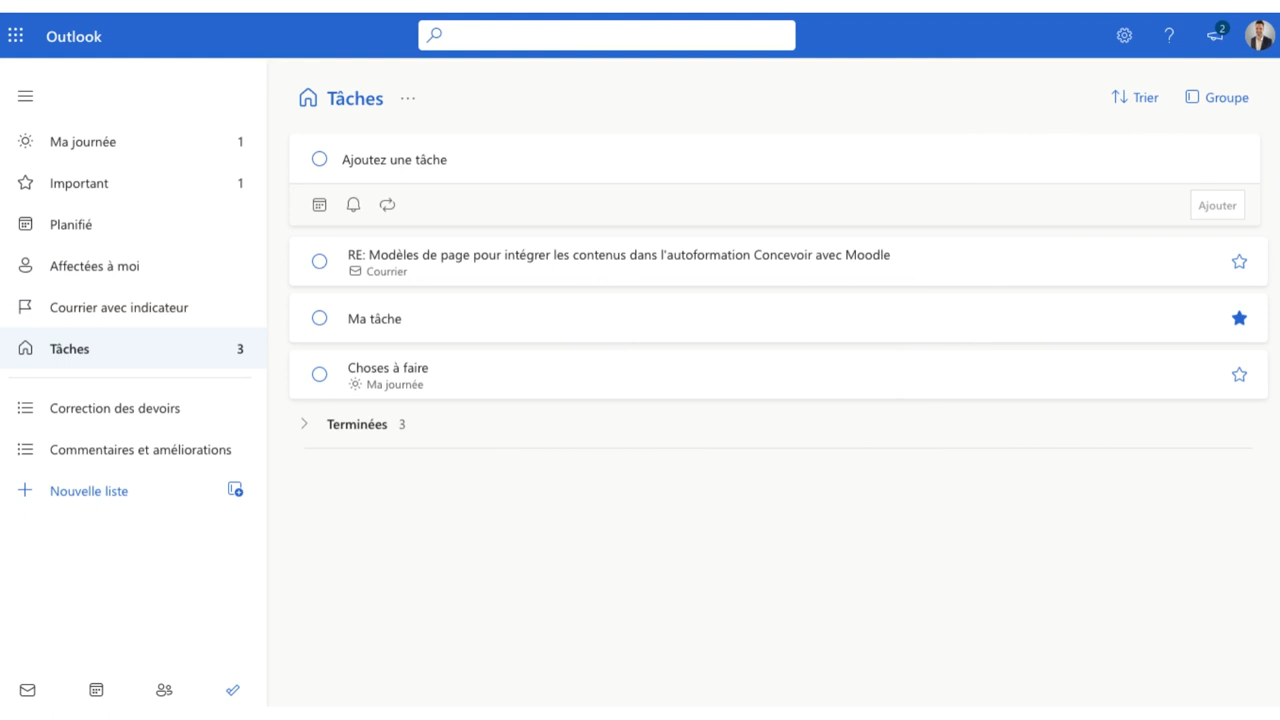 Outlook
2
Ma journée 1
Important 1
Planifié
Affectées à moi
Courrier avec indicateur
Tâches 3
Correction des devoirs
Commentaires et améliorations
Nouvelle liste
Tâches ...
Trier
Groupe
Ajoutez une tâche
Ajouter
RE: Modèles de page pour intégrer les contenus dans l'autoformation Concevoir avec Moodle
Courrier
Ma tâche
Choses à faire
Ma journée
Terminées 3